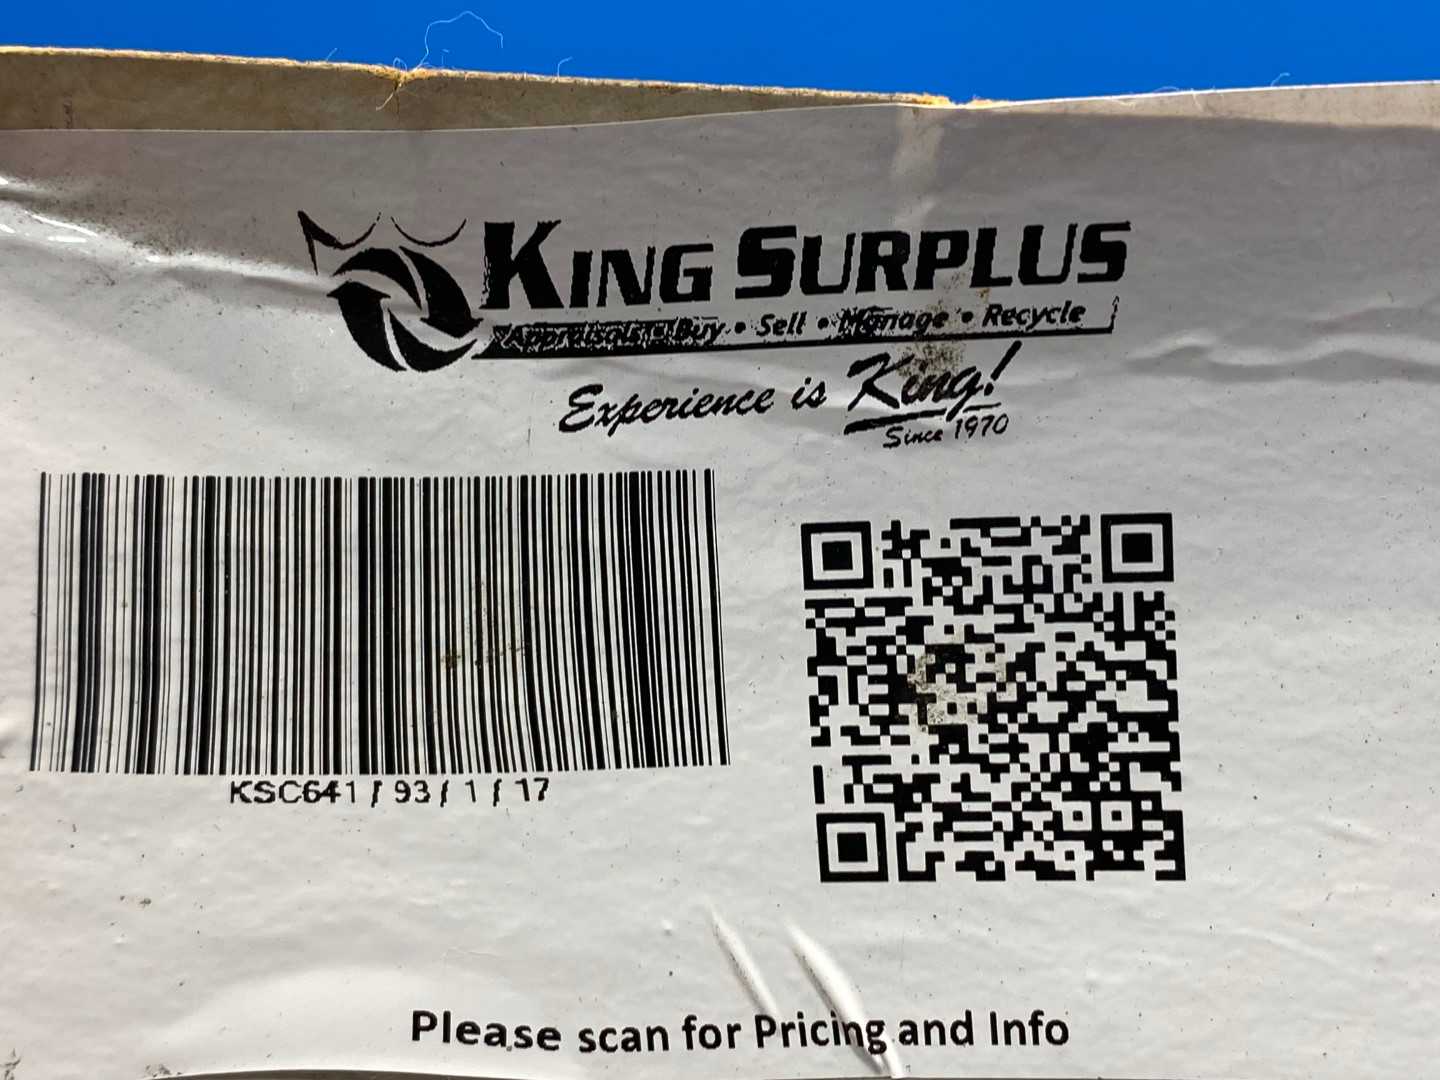 KING SURPLUS
Appraisals • Buy • Sell • Manage • Recycle
Experience is King!
Since 1970
KSC641 / 93 / 1 / 17
Please scan for Pricing and Info